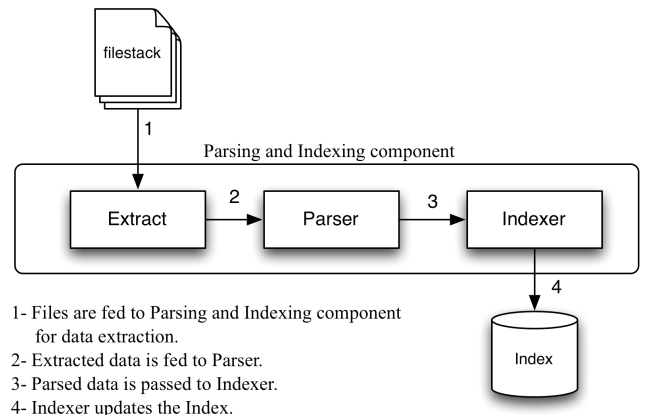 filestack
1
Parsing and Indexing component
Extract
2
Parser
3
Indexer
4
Index
1- Files are fed to Parsing and Indexing component
for data extraction.
2- Extracted data is fed to Parser.
3- Parsed data is passed to Indexer.
4- Indexer updates the Index.